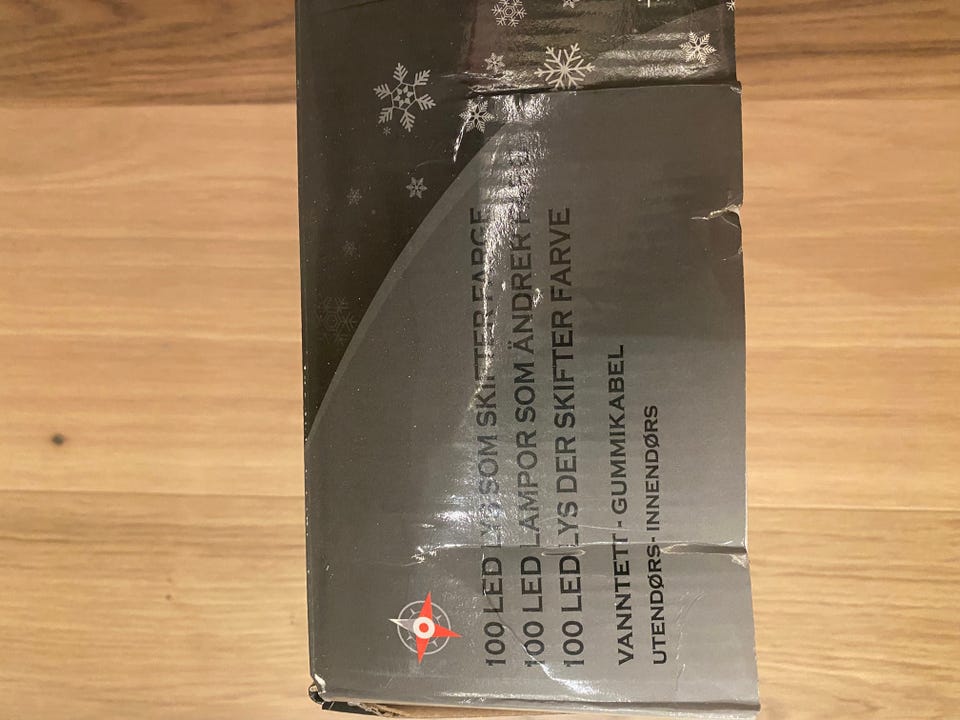 100 LED LYS SOM SKIFTER FARGE
100 LED LAMPOR SOM ÄNDRER
100 LED LYS DER SKIFTER FARVE
VANNTETT - GUMMIKABEL
UTENDØRS- INNENDØRS